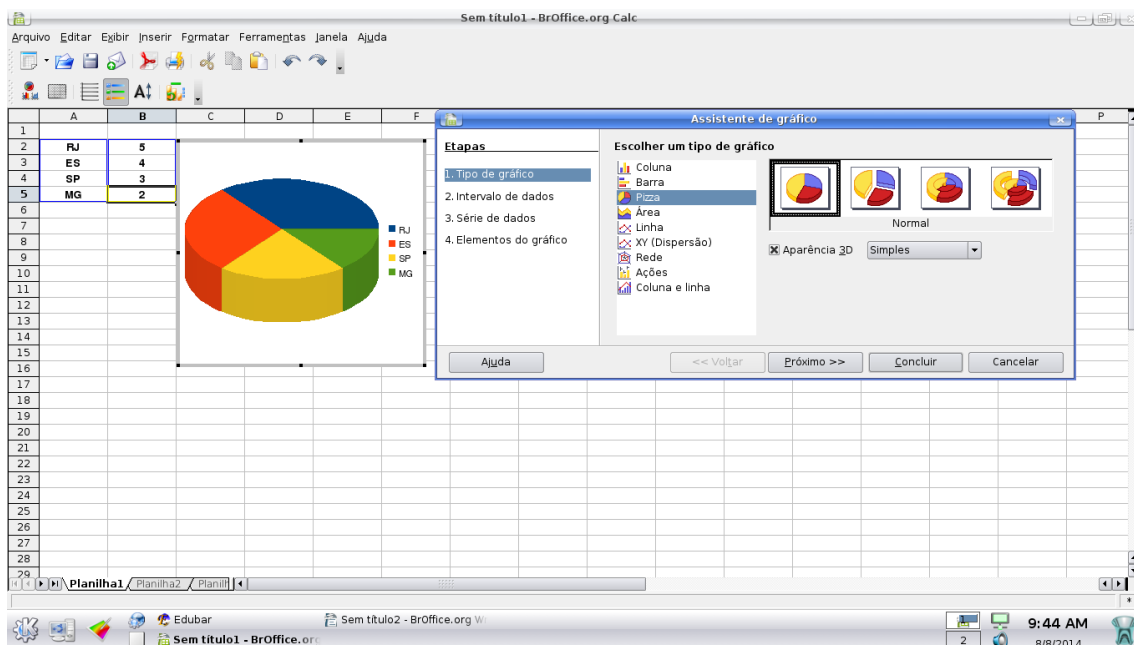 Sem título1 - BrOffice.org Calc
Arquivo Editar Exibir Inserir Formatar Ferramentas Janela Ajuda
A B C D E F P
1
2 RJ 5
3 ES 4
4 SP 3
5 MG 2
6
7
8
9
10
11
12
13
14
15
16
17
18
19
20
21
22
23
24
25
26
27
28
29
RJ
ES
SP
MG
Assistente de gráfico
Etapas
1. Tipo de gráfico
2. Intervalo de dados
3. Série de dados
4. Elementos do gráfico
Escolher um tipo de gráfico
Coluna
Barra
Pizza
Área
Linha
XY (Dispersão)
Rede
Ações
Coluna e linha
Normal
Aparência 3D Simples
Ajuda << Voltar Próximo >> Concluir Cancelar
Planilha1 Planilha2 Planilh
Edubar Sem título2 - BrOffice.org W
Sem título1 - BrOffice.org
2
9:44 AM
8/8/2014